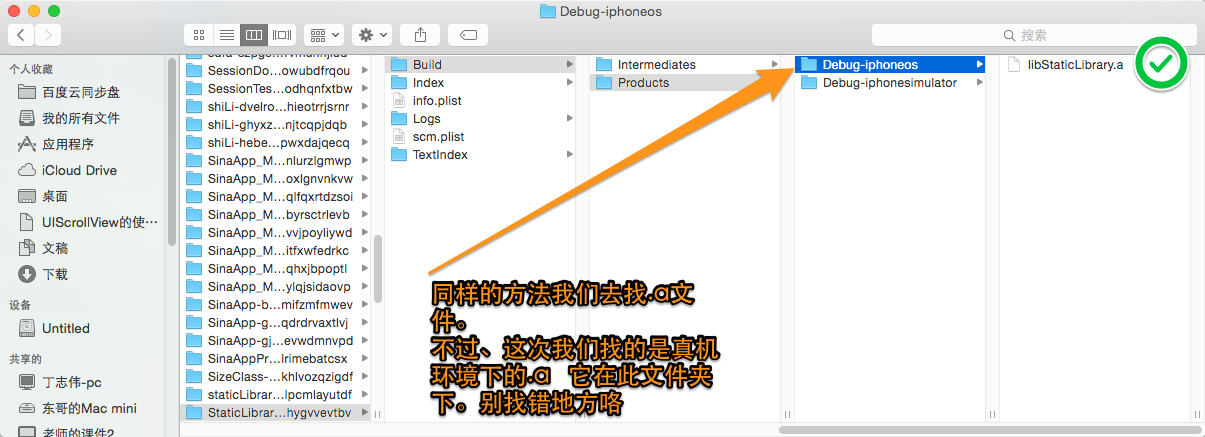 Debug-iphoneos
搜索
个人收藏
百度云同步盘
我的所有文件
应用程序
iCloud Drive
桌面
UIScrollView的使…
文稿
下载
设备
Untitled
共享的
丁志伟-pc
东哥的Mac mini
老师的课件2
SessionDo…owubdfrqou
SessionTes…odhqnfxtbw
shiLi-dvelro…hieotrrjsrnr
shiLi-ghyxz…njtcqpjdqb
shiLi-hebe…pwxdajqecq
SinaApp_M…nlurzlgmwp
SinaApp_M…oxlgnvnkvw
SinaApp_M…qlfqxrtdzsoi
SinaApp_M…byrsctrlevb
SinaApp_M…vvjpoyliywd
SinaApp_M…itfxwfedrkc
SinaApp_M…qhxjbpoptl
SinaApp_M…ylqjsidaovp
SinaApp-b…mifzmfmwev
SinaApp-g…qdrdrvaxtlvj
SinaApp-gj…evwdmnvpd
SinaAppPr…lrimebatcsx
SizeClass-…khlvozqzigdf
staticLibrar…lpcmlayutdf
StaticLibrar…hygvvevtbv
Build
Index
info.plist
Logs
scm.plist
TextIndex
Intermediates
Products
Debug-iphoneos
Debug-iphonesimulator
libStaticLibrary.a
同样的方法我们去找.a文
件。
不过、这次我们找的是真机
环境下的.a 它在此文件夹
下。别找错地方咯